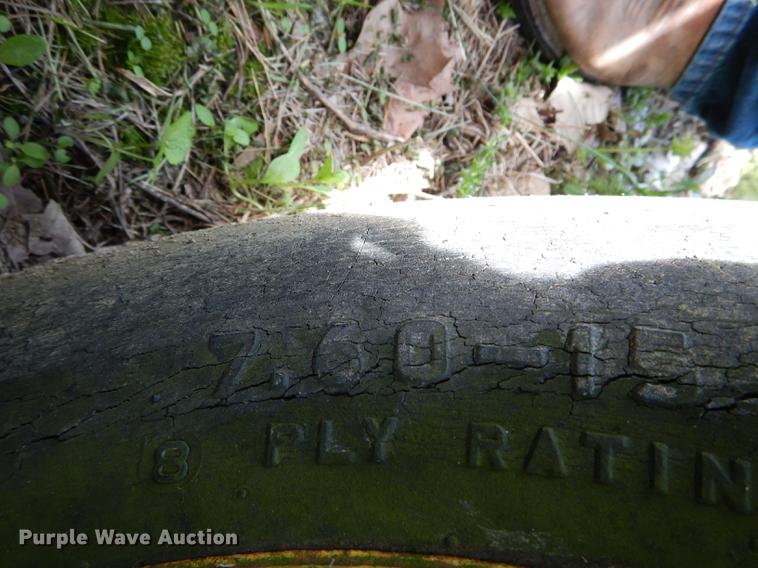 7.60-15
8 PLY RATIN
Purple Wave Auction